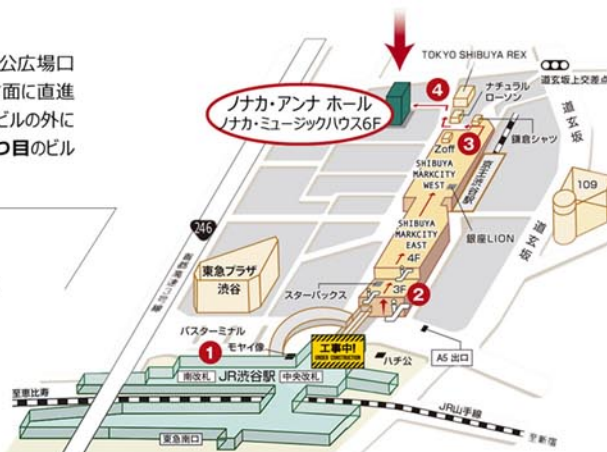 公広場口
面に直進
ビルの外に
つ目のビル
TOKYO SHIBUYA REX
道玄坂上交差点
4
ナチュラル
ローソン
ノナカ・アンナ ホール
ノナカ・ミュージックハウス6F
3
鎌倉シャツ
道玄坂
Zoff
SHIBUYA
MARKCITY
WEST
京王渋谷駅
109
246
SHIBUYA
MARKCITY
EAST
銀座LION
道玄坂
4F
東急プラザ
渋谷
スターバックス
3F
2
バスターミナル
1
モヤイ像
工事中!
UNDER CONSTRUCTION
ハチ公
A5 出口
南改札
JR渋谷駅
中央改札
至恵比寿
JR山手線
東急南口
至新宿